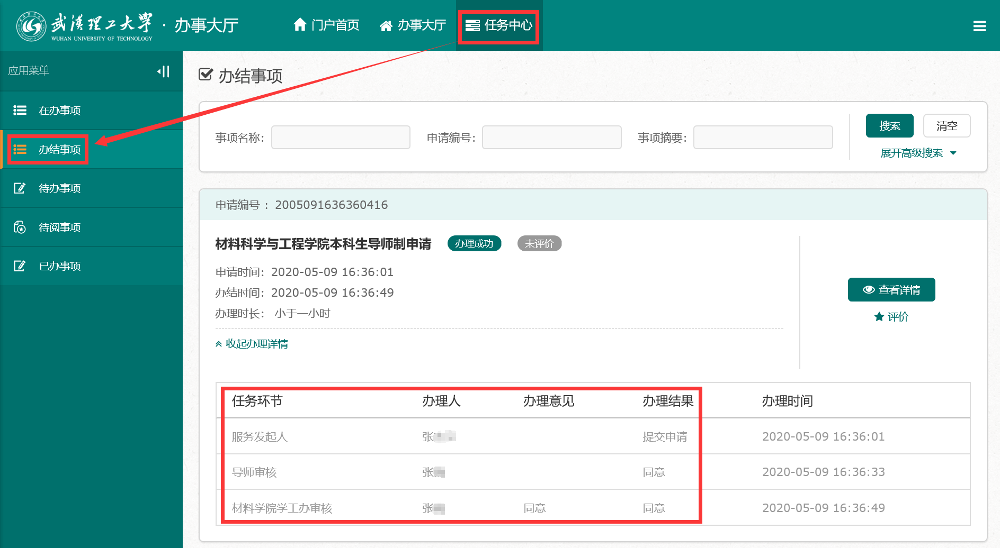 武漢理工大學
WUHAN UNIVERSITY OF TECHNOLOGY
· 办事大厅
门户首页
办事大厅
任务中心
应用菜单
在办事项
办结事项
待办事项
待阅事项
已办事项
办结事项
事项名称：
申请编号：
事项摘要：
搜索
清空
展开高级搜索
申请编号： 2005091636360416
材料科学与工程学院本科生导师制申请 办理成功 未评价
申请时间：2020-05-09 16:36:01
办结时间：2020-05-09 16:36:49
办理时长： 小于一小时
查看详情
评价
收起办理详情
任务环节 办理人 办理意见 办理结果 办理时间
服务发起人 张 提交申请 2020-05-09 16:36:01
导师审核 张 同意 2020-05-09 16:36:33
材料学院学工办审核 张 同意 同意 2020-05-09 16:36:49